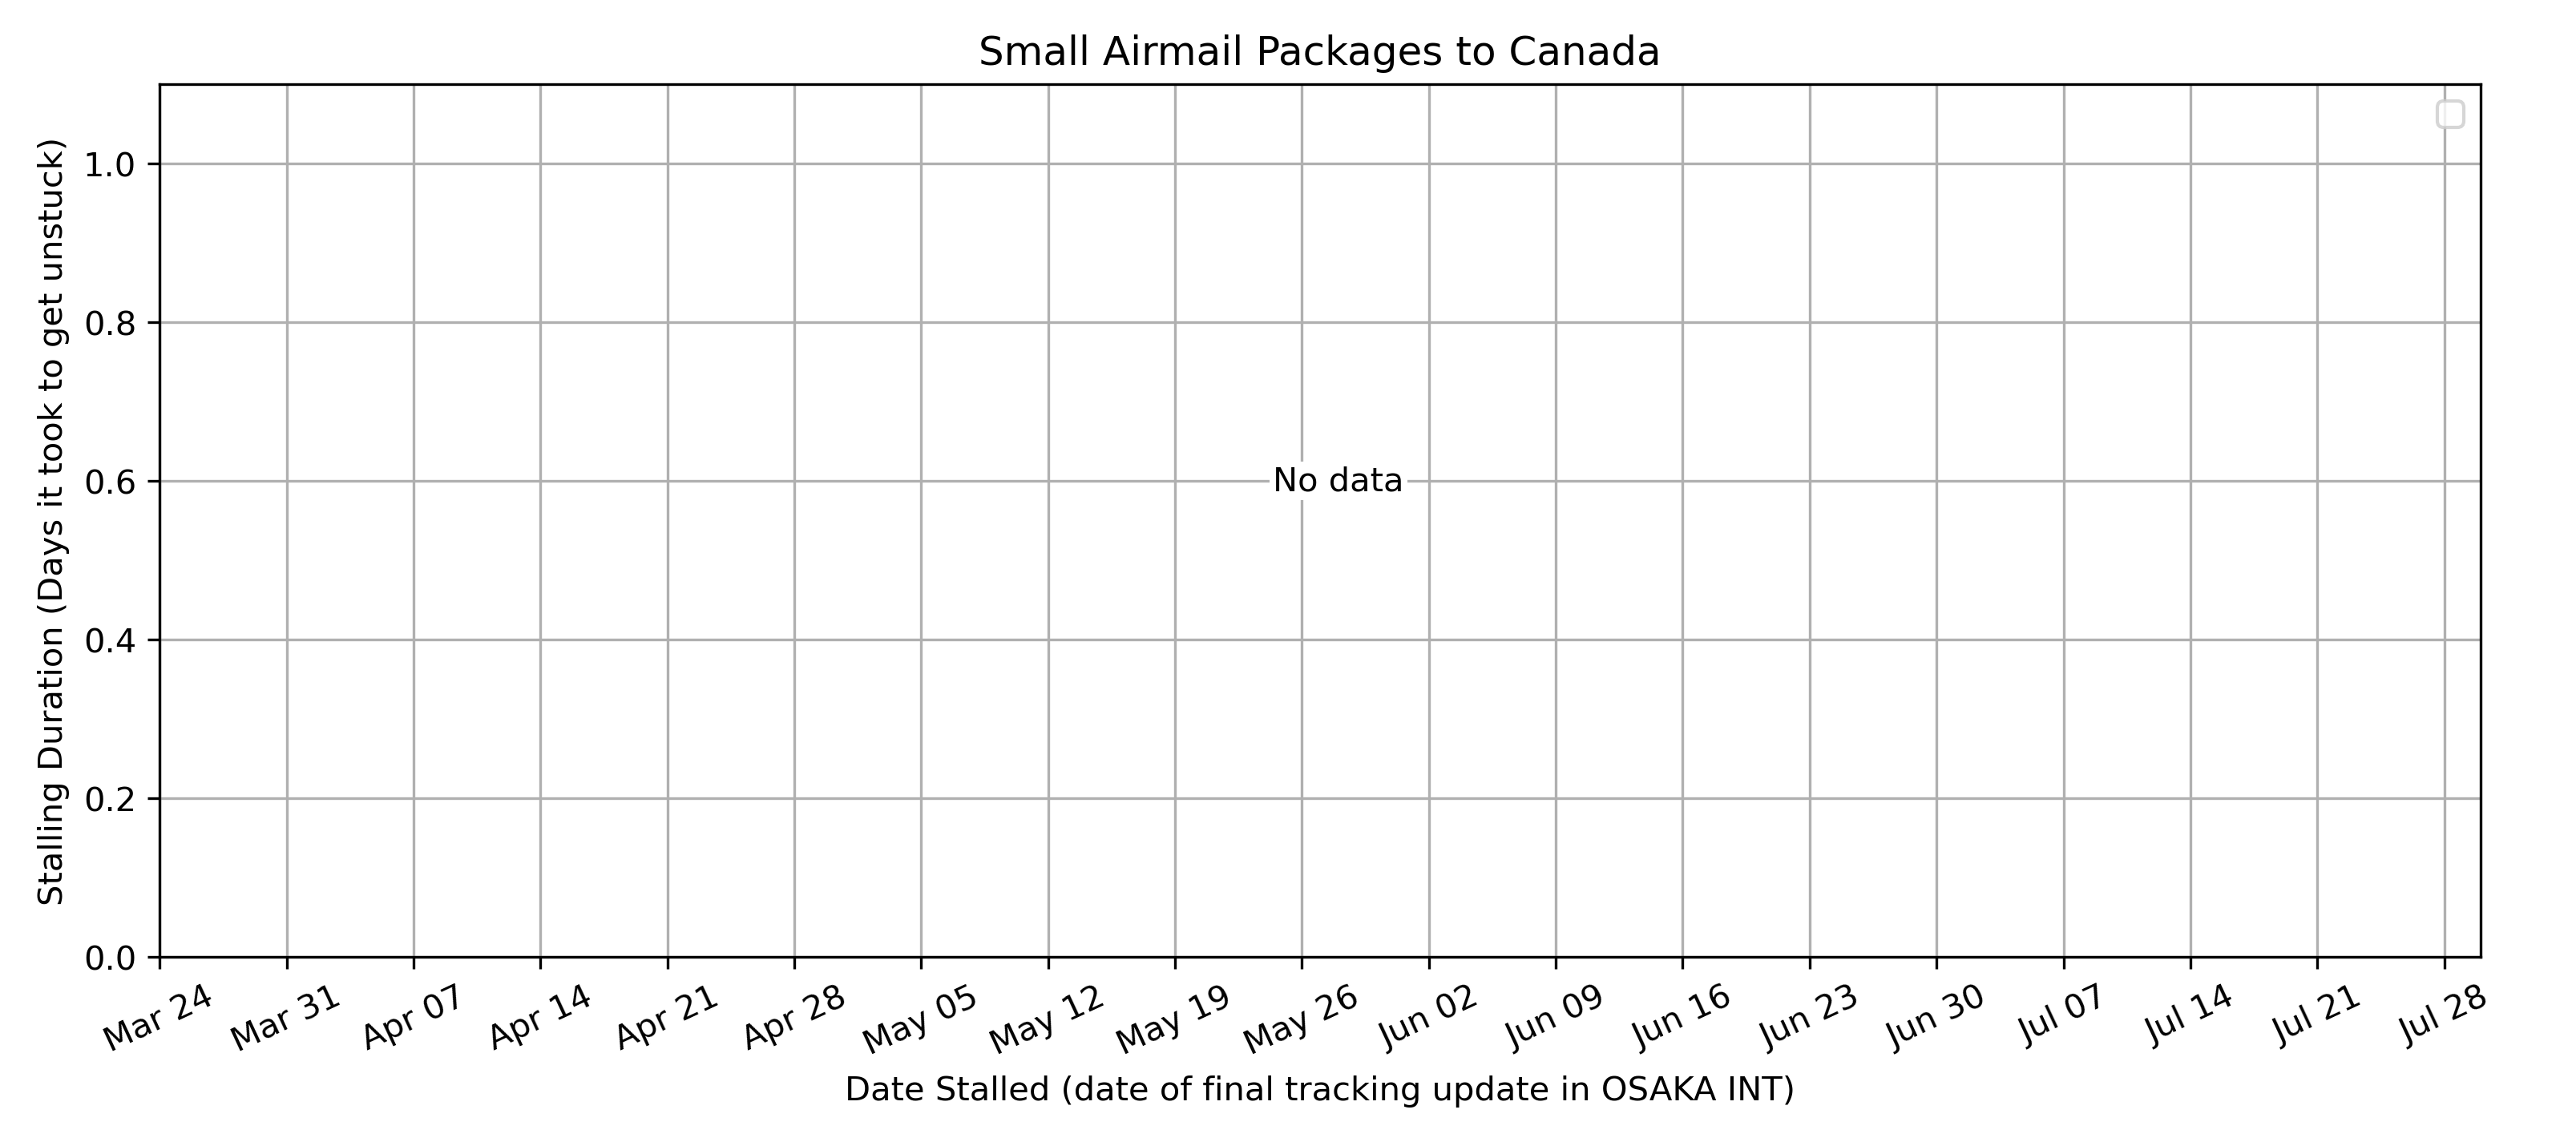 Small Airmail Packages to Canada
Stalling Duration (Days it took to get unstuck)
1.0
0.8
0.6
0.4
0.2
0.0
No data
Mar 24 Mar 31 Apr 07 Apr 14 Apr 21 Apr 28 May 05 May 12 May 19 May 26 Jun 02 Jun 09 Jun 16 Jun 23 Jun 30 Jul 07 Jul 14 Jul 21 Jul 28
Date Stalled (date of final tracking update in OSAKA INT)